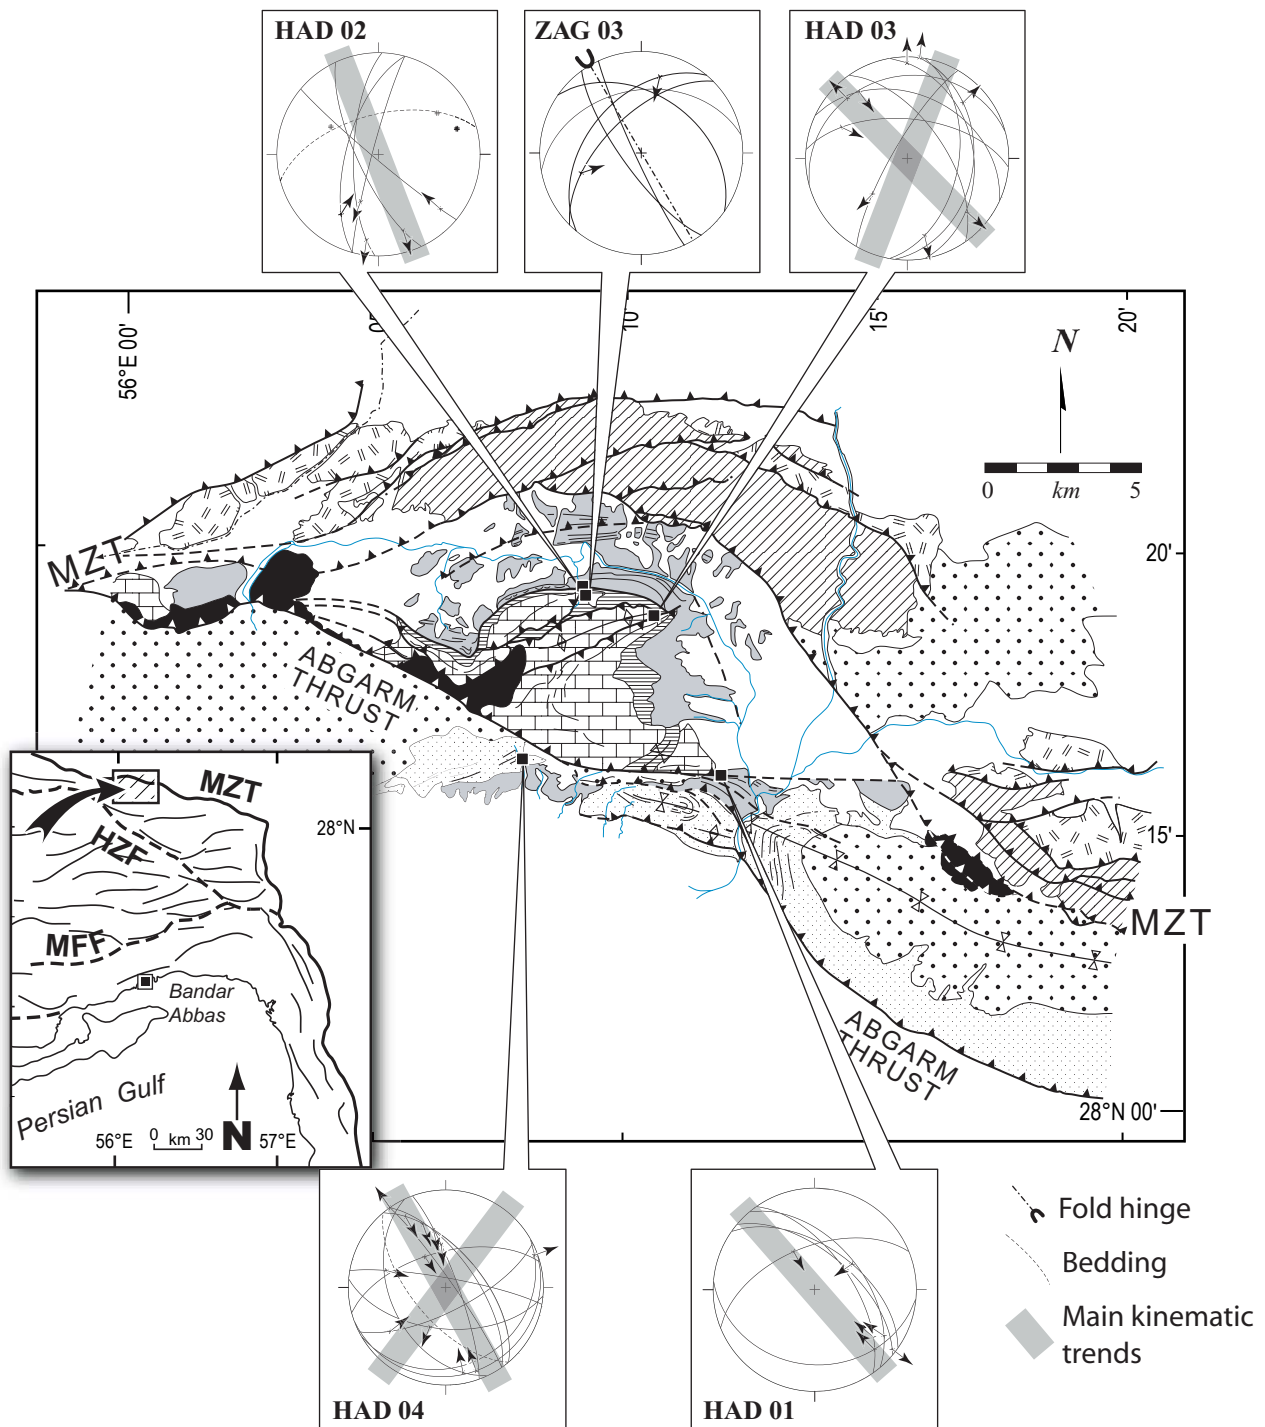 HAD 02
ZAG 03
HAD 03
56°E 00'
05'
10'
15'
20'
N
0 km 5
MZT
20'
ABGARM
THRUST
MZT
28°N
HZF
15'
MFF
MZT
Bandar
Abbas
ABGARM
THRUST
Persian Gulf
28°N 00'
56°E 0 km 30 N 57°E
Fold hinge
Bedding
Main kinematic
trends
HAD 04
HAD 01